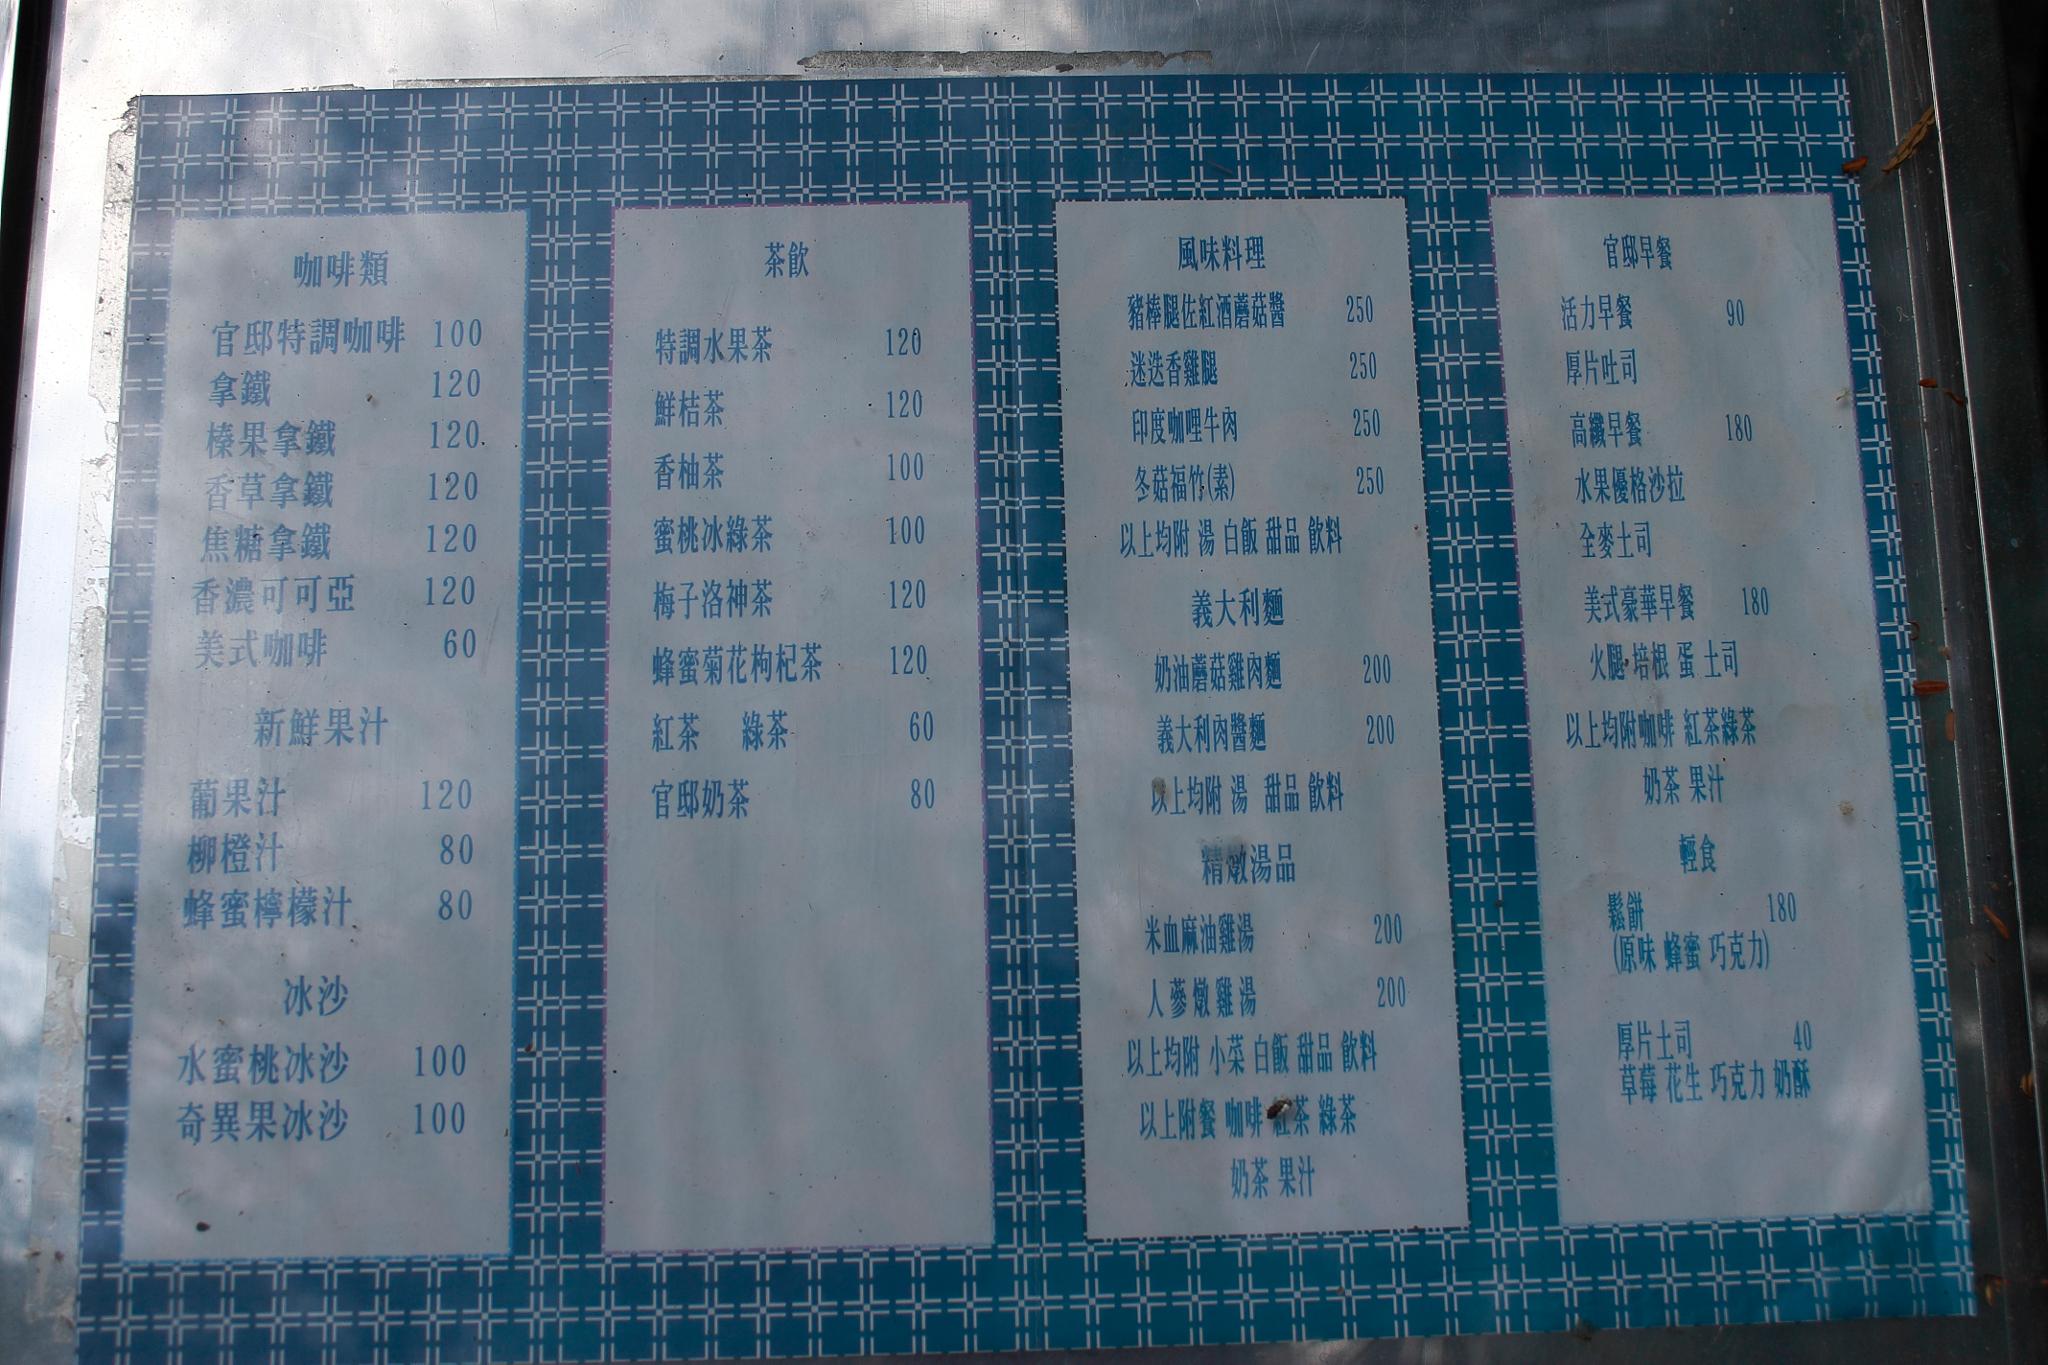 咖啡類
官邸特調咖啡 100
拿鐵 120
榛果拿鐵 120
香草拿鐵 120
焦糖拿鐵 120
香濃可可亞 120
美式咖啡 60
新鮮果汁
葡果汁 120
柳橙汁 80
蜂蜜檸檬汁 80
冰沙
水蜜桃冰沙 100
奇異果冰沙 100
茶飲
特調水果茶 120
鮮桔茶 120
香柚茶 100
蜜桃冰綠茶 100
梅子洛神茶 120
蜂蜜菊花枸杞茶 120
紅茶 綠茶 60
官邸奶茶 80
風味料理
豬棒腿佐紅酒蘑菇醬 250
迷迭香雞腿 250
印度咖哩牛肉 250
冬菇福竹(素) 250
以上均附 湯 白飯 甜品 飲料
義大利麵
奶油蘑菇雞肉麵 200
義大利肉醬麵 200
以上均附 湯 甜品 飲料
精燉湯品
米血麻油雞湯 200
人蔘燉雞湯 200
以上均附 小菜 白飯 甜品 飲料
以上附餐 咖啡 紅茶 綠茶
奶茶 果汁
官邸早餐
活力早餐 90
厚片吐司
高纖早餐 180
水果優格沙拉
全麥土司
美式豪華早餐 180
火腿 培根 蛋 土司
以上均附咖啡 紅茶綠茶
奶茶 果汁
輕食
鬆餅 180
(原味 蜂蜜 巧克力)
厚片土司 40
草莓 花生 巧克力 奶酥